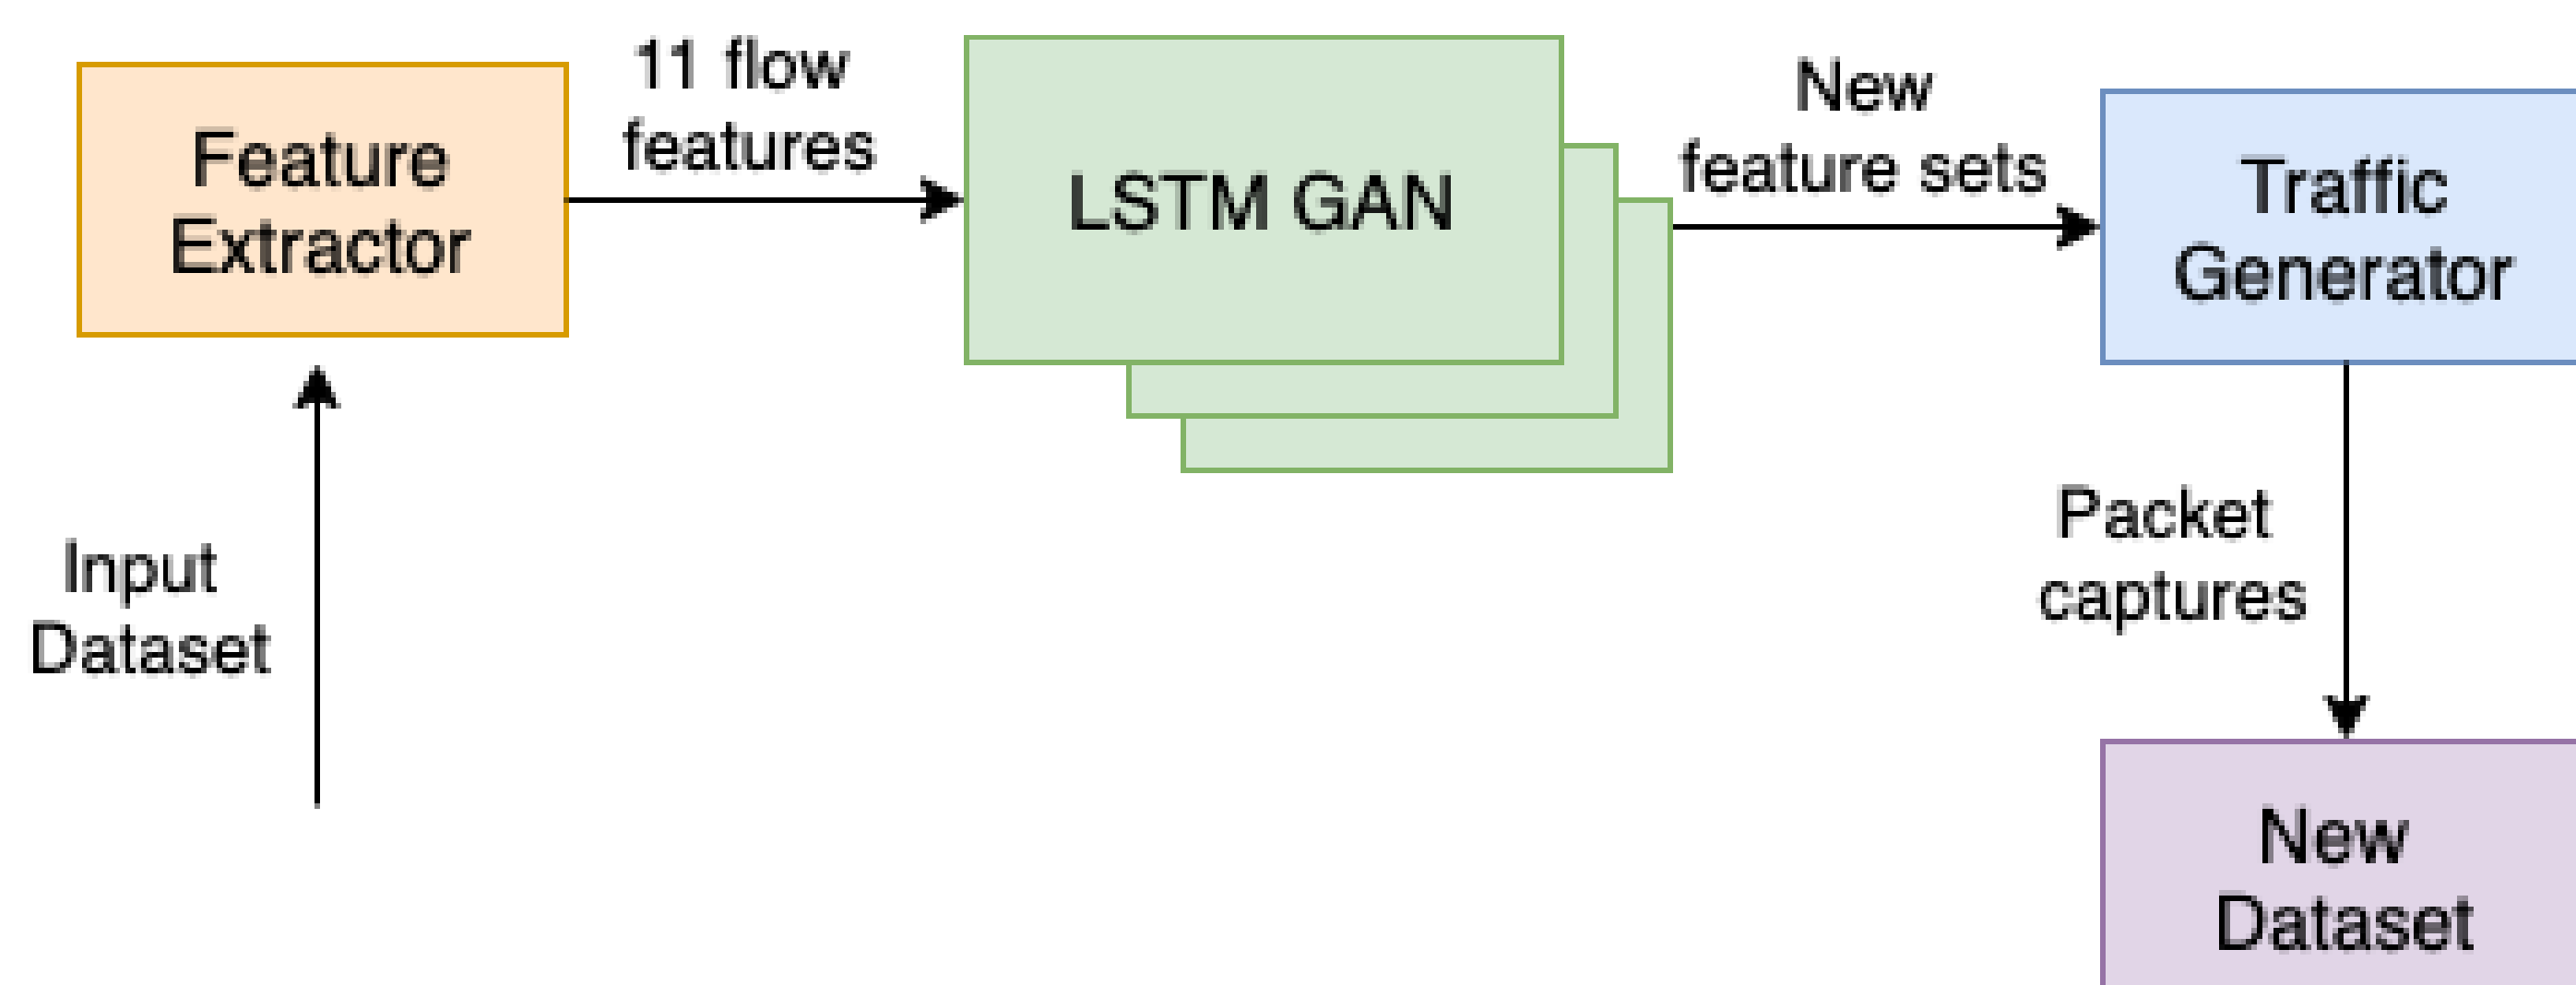 Feature
Extractor
11 flow
features
LSTM GAN
New
feature sets
Traffic
Generator
Input
Dataset
Packet
captures
New
Dataset